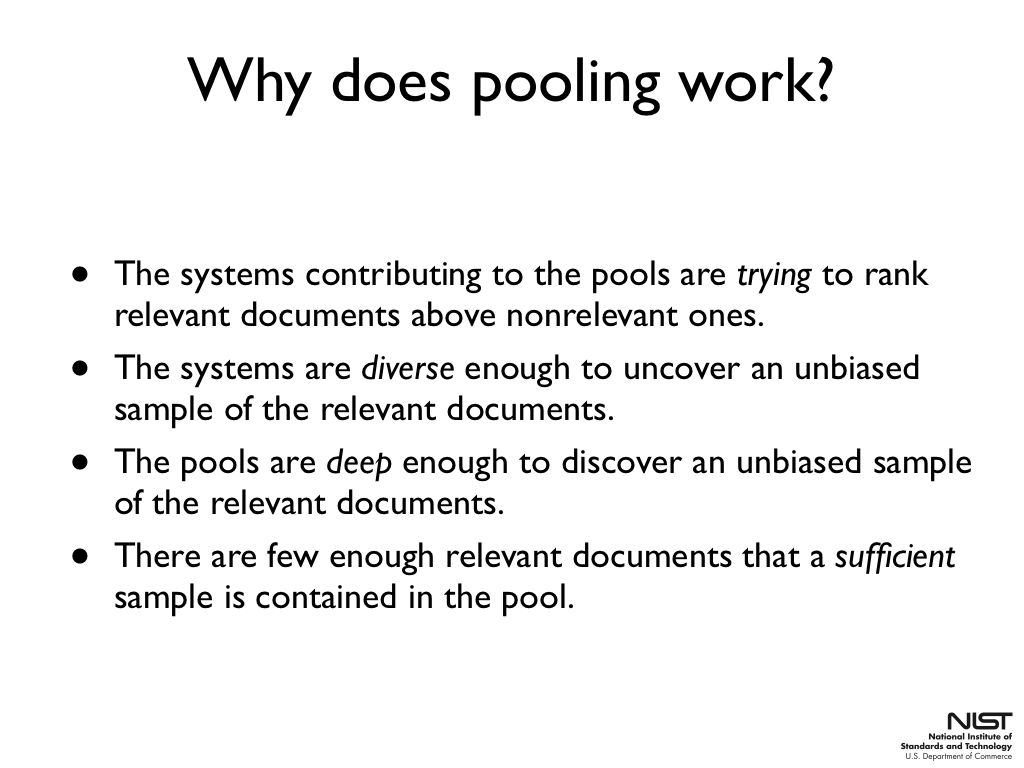 Why does pooling work?
● The systems contributing to the pools are trying to rank
relevant documents above nonrelevant ones.
● The systems are diverse enough to uncover an unbiased
sample of the relevant documents.
● The pools are deep enough to discover an unbiased sample
of the relevant documents.
● There are few enough relevant documents that a sufficient
sample is contained in the pool.
NIST
National Institute of
Standards and Technology
U.S. Department of Commerce